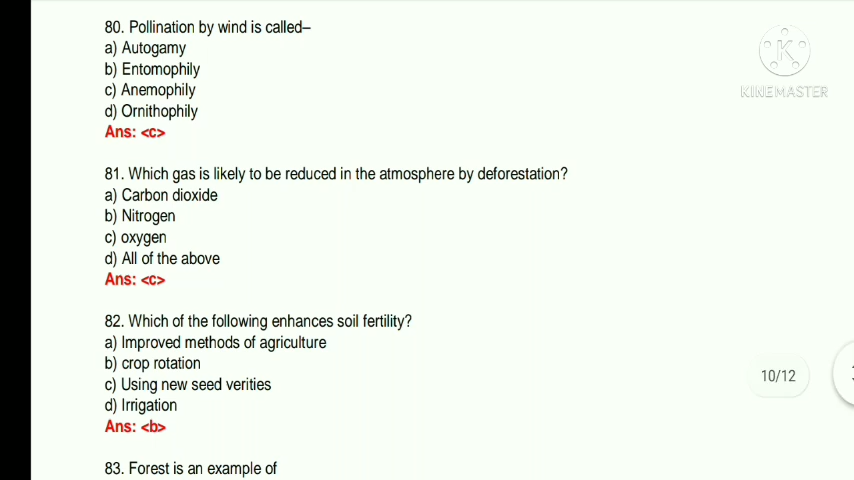 80. Pollination by wind is called–
a) Autogamy
b) Entomophily
c) Anemophily
d) Ornithophily
Ans: <c>
81. Which gas is likely to be reduced in the atmosphere by deforestation?
a) Carbon dioxide
b) Nitrogen
c) oxygen
d) All of the above
Ans: <c>
82. Which of the following enhances soil fertility?
a) Improved methods of agriculture
b) crop rotation
c) Using new seed verities
d) Irrigation
Ans: <b>
83. Forest is an example of
K
KINEMASTER
10/12